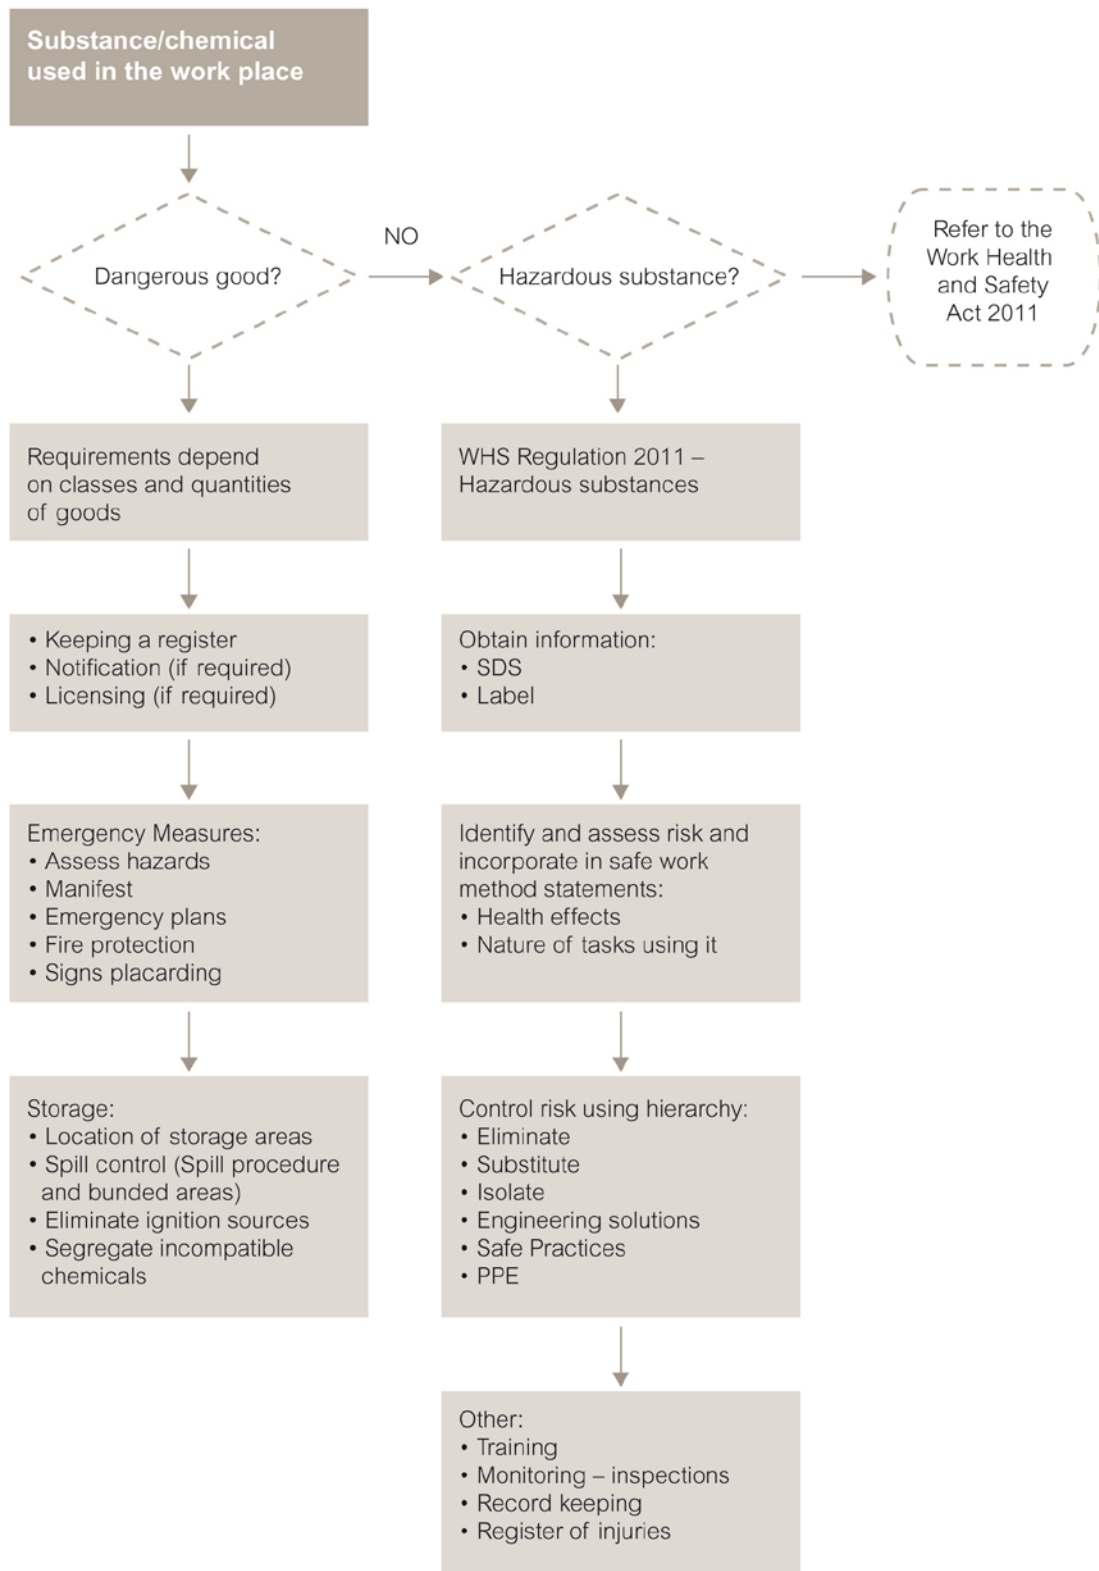 Substance/chemical
used in the work place
Dangerous good?
NO
Hazardous substance?
Refer to the
Work Health
and Safety
Act 2011
Requirements depend
on classes and quantities
of goods
• Keeping a register
• Notification (if required)
• Licensing (if required)
Emergency Measures:
• Assess hazards
• Manifest
• Emergency plans
• Fire protection
• Signs placarding
Storage:
• Location of storage areas
• Spill control (Spill procedure
and bunded areas)
• Eliminate ignition sources
• Segregate incompatible
chemicals
WHS Regulation 2011 –
Hazardous substances
Obtain information:
• SDS
• Label
Identify and assess risk and
incorporate in safe work
method statements:
• Health effects
• Nature of tasks using it
Control risk using hierarchy:
• Eliminate
• Substitute
• Isolate
• Engineering solutions
• Safe Practices
• PPE
Other:
• Training
• Monitoring – inspections
• Record keeping
• Register of injuries